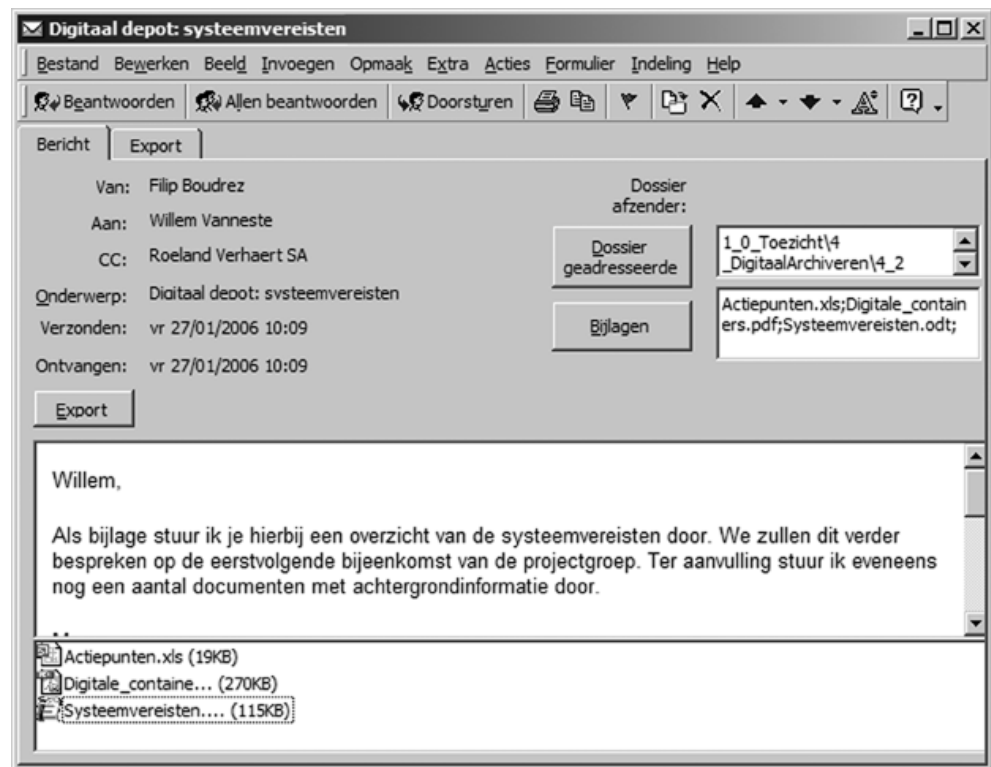 Digitaal depot: systeemvereisten
Bestand Bewerken Beeld Invoegen Opmaak Extra Acties Formulier Indeling Help
Beantwoorden Allen beantwoorden Doorsturen
Bericht Export
Van: Filip Boudrez
Aan: Willem Vanneste
CC: Roeland Verhaert SA
Onderwerp: Digitaal depot: systeemvereisten
Verzonden: vr 27/01/2006 10:09
Ontvangen: vr 27/01/2006 10:09
Export
Dossier
afzender:
Dossier
geadresseerde
1_0_Toezicht\4
_DigitaalArchiveren\4_2
Bijlagen
Actiepunten.xls;Digitale_contain
ers.pdf;Systeemvereisten.odt;
Willem,
Als bijlage stuur ik je hierbij een overzicht van de systeemvereisten door. We zullen dit verder
bespreken op de eerstvolgende bijeenkomst van de projectgroep. Ter aanvulling stuur ik eveneens
nog een aantal documenten met achtergrondinformatie door.
Actiepunten.xls (19KB)
Digitale_containe... (270KB)
Systeemvereisten.... (115KB)